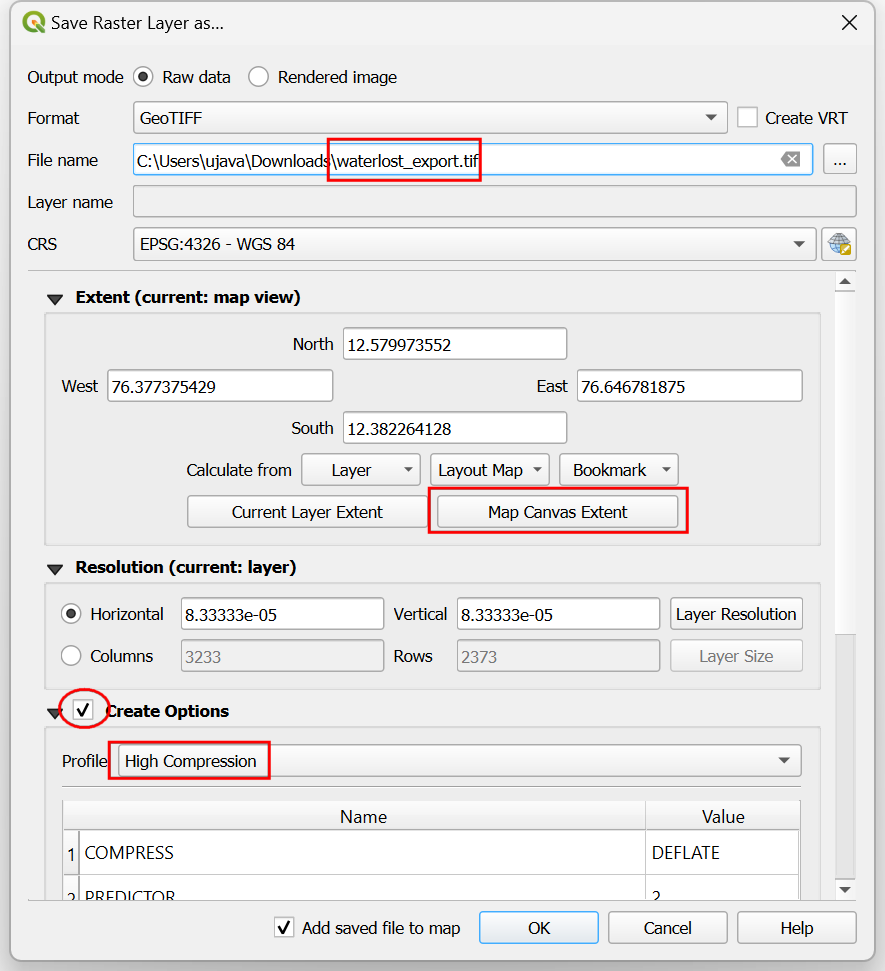 Save Raster Layer as...
Output mode Raw data Rendered image
Format GeoTIFF Create VRT
File name C:\Users\ujava\Downloads\waterlost_export.tif ...
Layer name
CRS EPSG:4326 - WGS 84
Extent (current: map view)
North 12.579973552
West 76.377375429 East 76.646781875
South 12.382264128
Calculate from Layer Layout Map Bookmark
Current Layer Extent Map Canvas Extent
Resolution (current: layer)
Horizontal 8.33333e-05 Vertical 8.33333e-05 Layer Resolution
Columns 3233 Rows 2373 Layer Size
Create Options
Profile High Compression
Name Value
1 COMPRESS DEFLATE
2 PREDICTOR 2
Add saved file to map OK Cancel Help